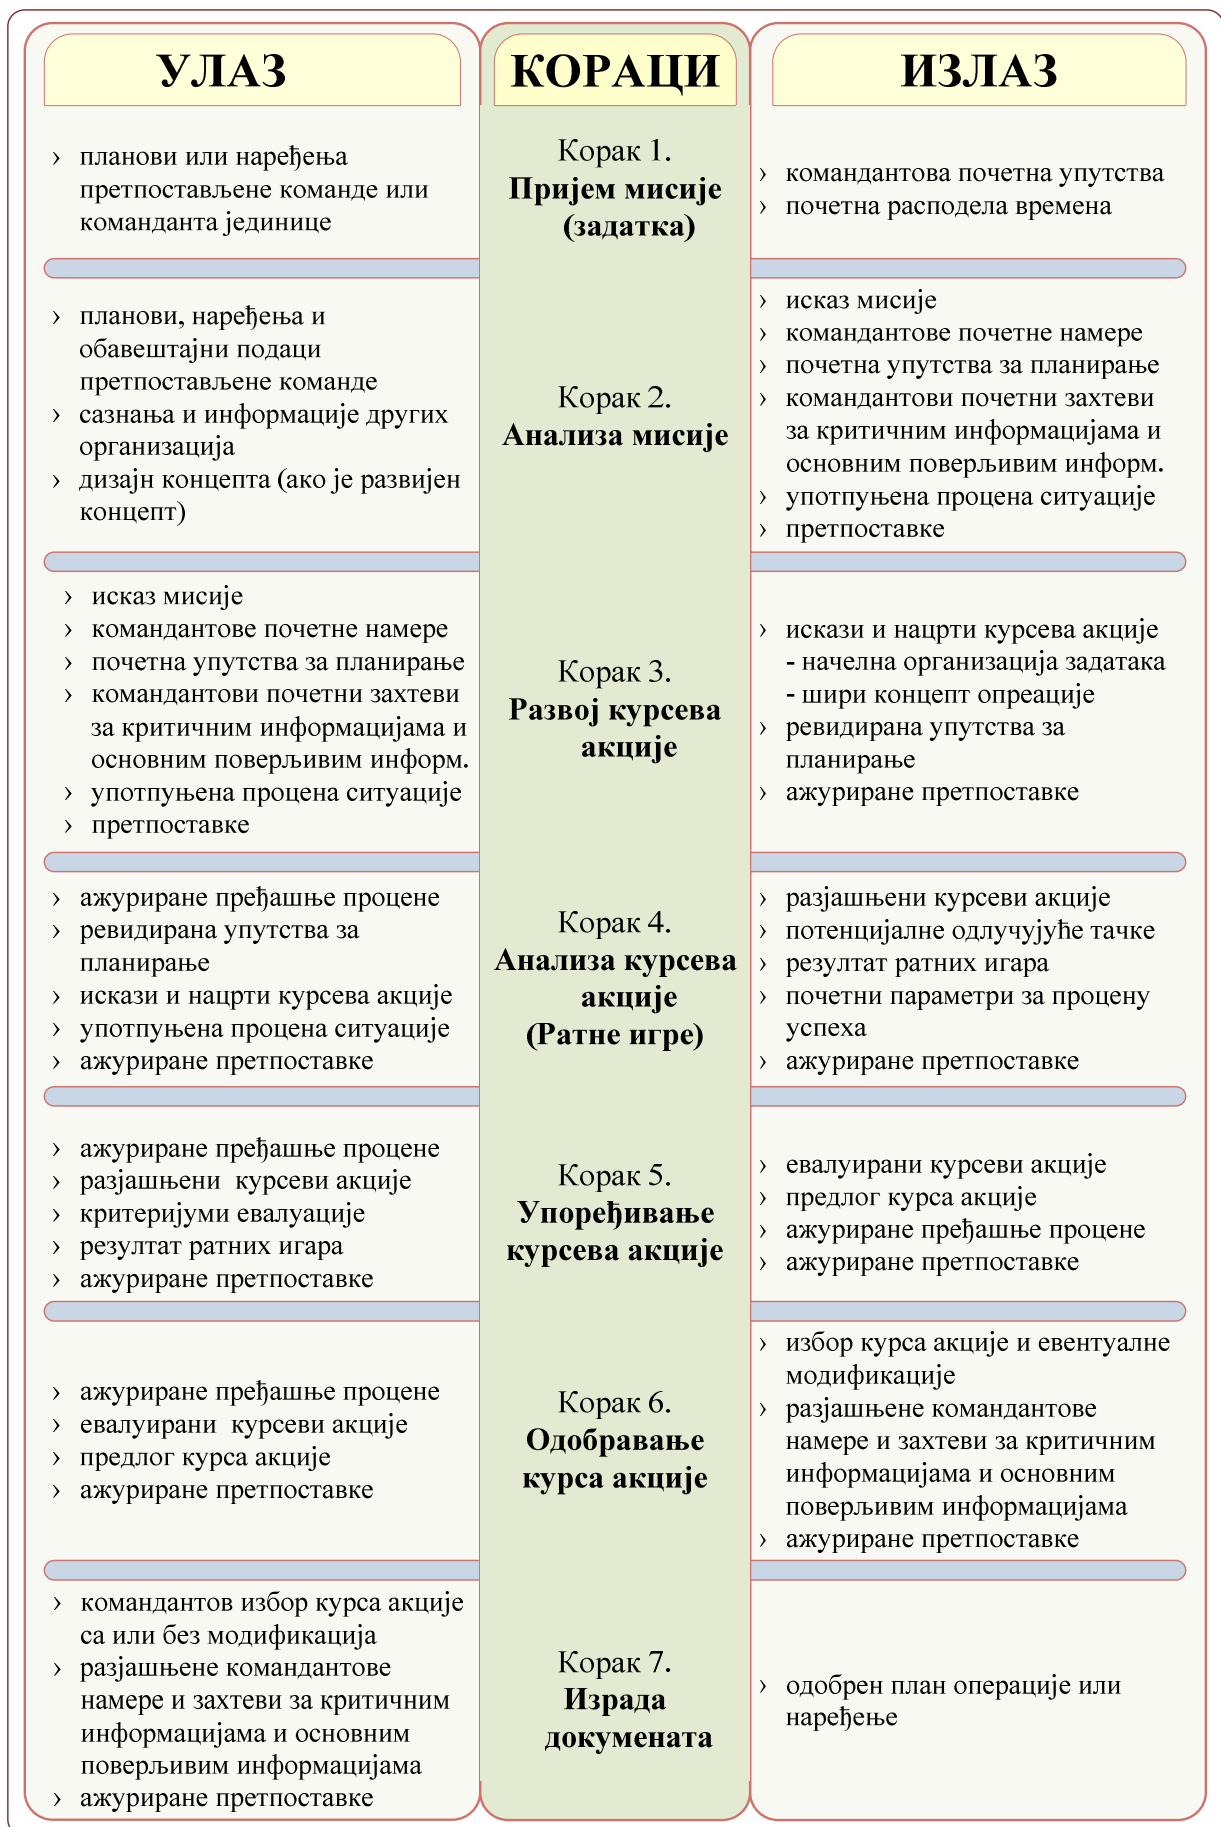 УЛАЗ
КОРАЦИ
ИЗЛАЗ
› планови или наређења
претпостављене команде или
команданта јединице
Корак 1.
Пријем мисије
(задатка)
› командантова почетна упутства
› почетна расподела времена
› планови, наређења и
обавештајни подаци
претпостављене команде
› сазнања и информације других
организација
› дизајн концепта (ако је развијен
концепт)
Корак 2.
Анализа мисије
› исказ мисије
› командантове почетне намере
› почетна упутства за планирање
› командантови почетни захтеви
за критичним информацијама и
основним поверљивим информ.
› употпуњена процена ситуације
› претпоставке
› исказ мисије
› командантове почетне намере
› почетна упутства за планирање
› командантови почетни захтеви
за критичним информацијама и
основним поверљивим информ.
› употпуњена процена ситуације
› претпоставке
Корак 3.
Развој курсева
акције
› искази и нацрти курсева акције
- начелна организација задатака
- шири концепт опреације
› ревидирана упутства за
планирање
› ажуриране претпоставке
› ажуриране пређашње процене
› ревидирана упутства за
планирање
› искази и нацрти курсева акције
› употпуњена процена ситуације
› ажуриране претпоставке
Корак 4.
Анализа курсева
акције
(Ратне игре)
› разјашњени курсеви акције
› потенцијалне одлучујуће тачке
› резултат ратних игара
› почетни параметри за процену
успеха
› ажуриране претпоставке
› ажуриране пређашње процене
› разјашњени курсеви акције
› критеријуми евалуације
› резултат ратних игара
› ажуриране претпоставке
Корак 5.
Упоређивање
курсева акције
› евалуирани курсеви акције
› предлог курса акције
› ажуриране пређашње процене
› ажуриране претпоставке
› ажуриране пређашње процене
› евалуирани курсеви акције
› предлог курса акције
› ажуриране претпоставке
Корак 6.
Одобравање
курса акције
› избор курса акције и евентуалне
модификације
› разјашњене командантове
намере и захтеви за критичним
информацијама и основним
поверљивим информацијама
› ажуриране претпоставке
› командантов избор курса акције
са или без модификација
› разјашњене командантове
намере и захтеви за критичним
информацијама и основним
поверљивим информацијама
› ажуриране претпоставке
Корак 7.
Израда
докумената
› одобрен план операције или
наређење